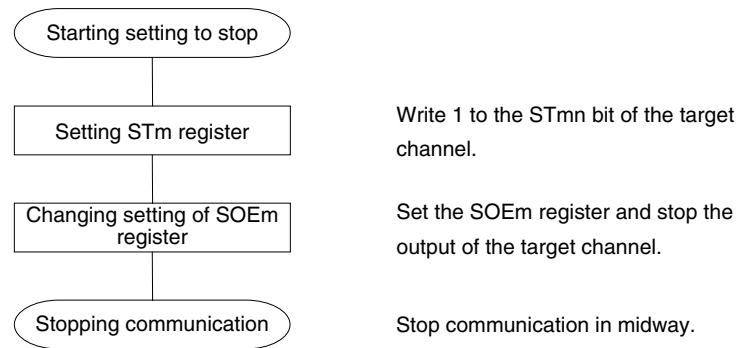 Starting setting to stop
Setting STm register
Write 1 to the STmn bit of the target
channel.
Changing setting of SOEm
register
Set the SOEm register and stop the
output of the target channel.
Stopping communication
Stop communication in midway.